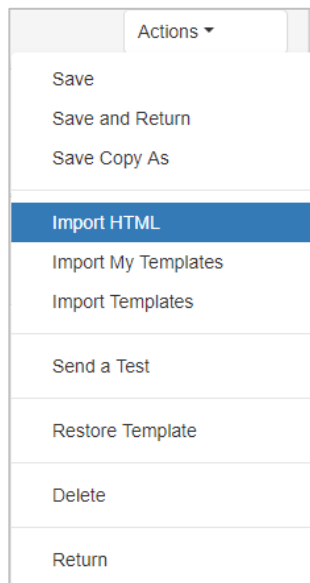 Actions
Save
Save and Return
Save Copy As
Import HTML
Import My Templates
Import Templates
Send a Test
Restore Template
Delete
Return